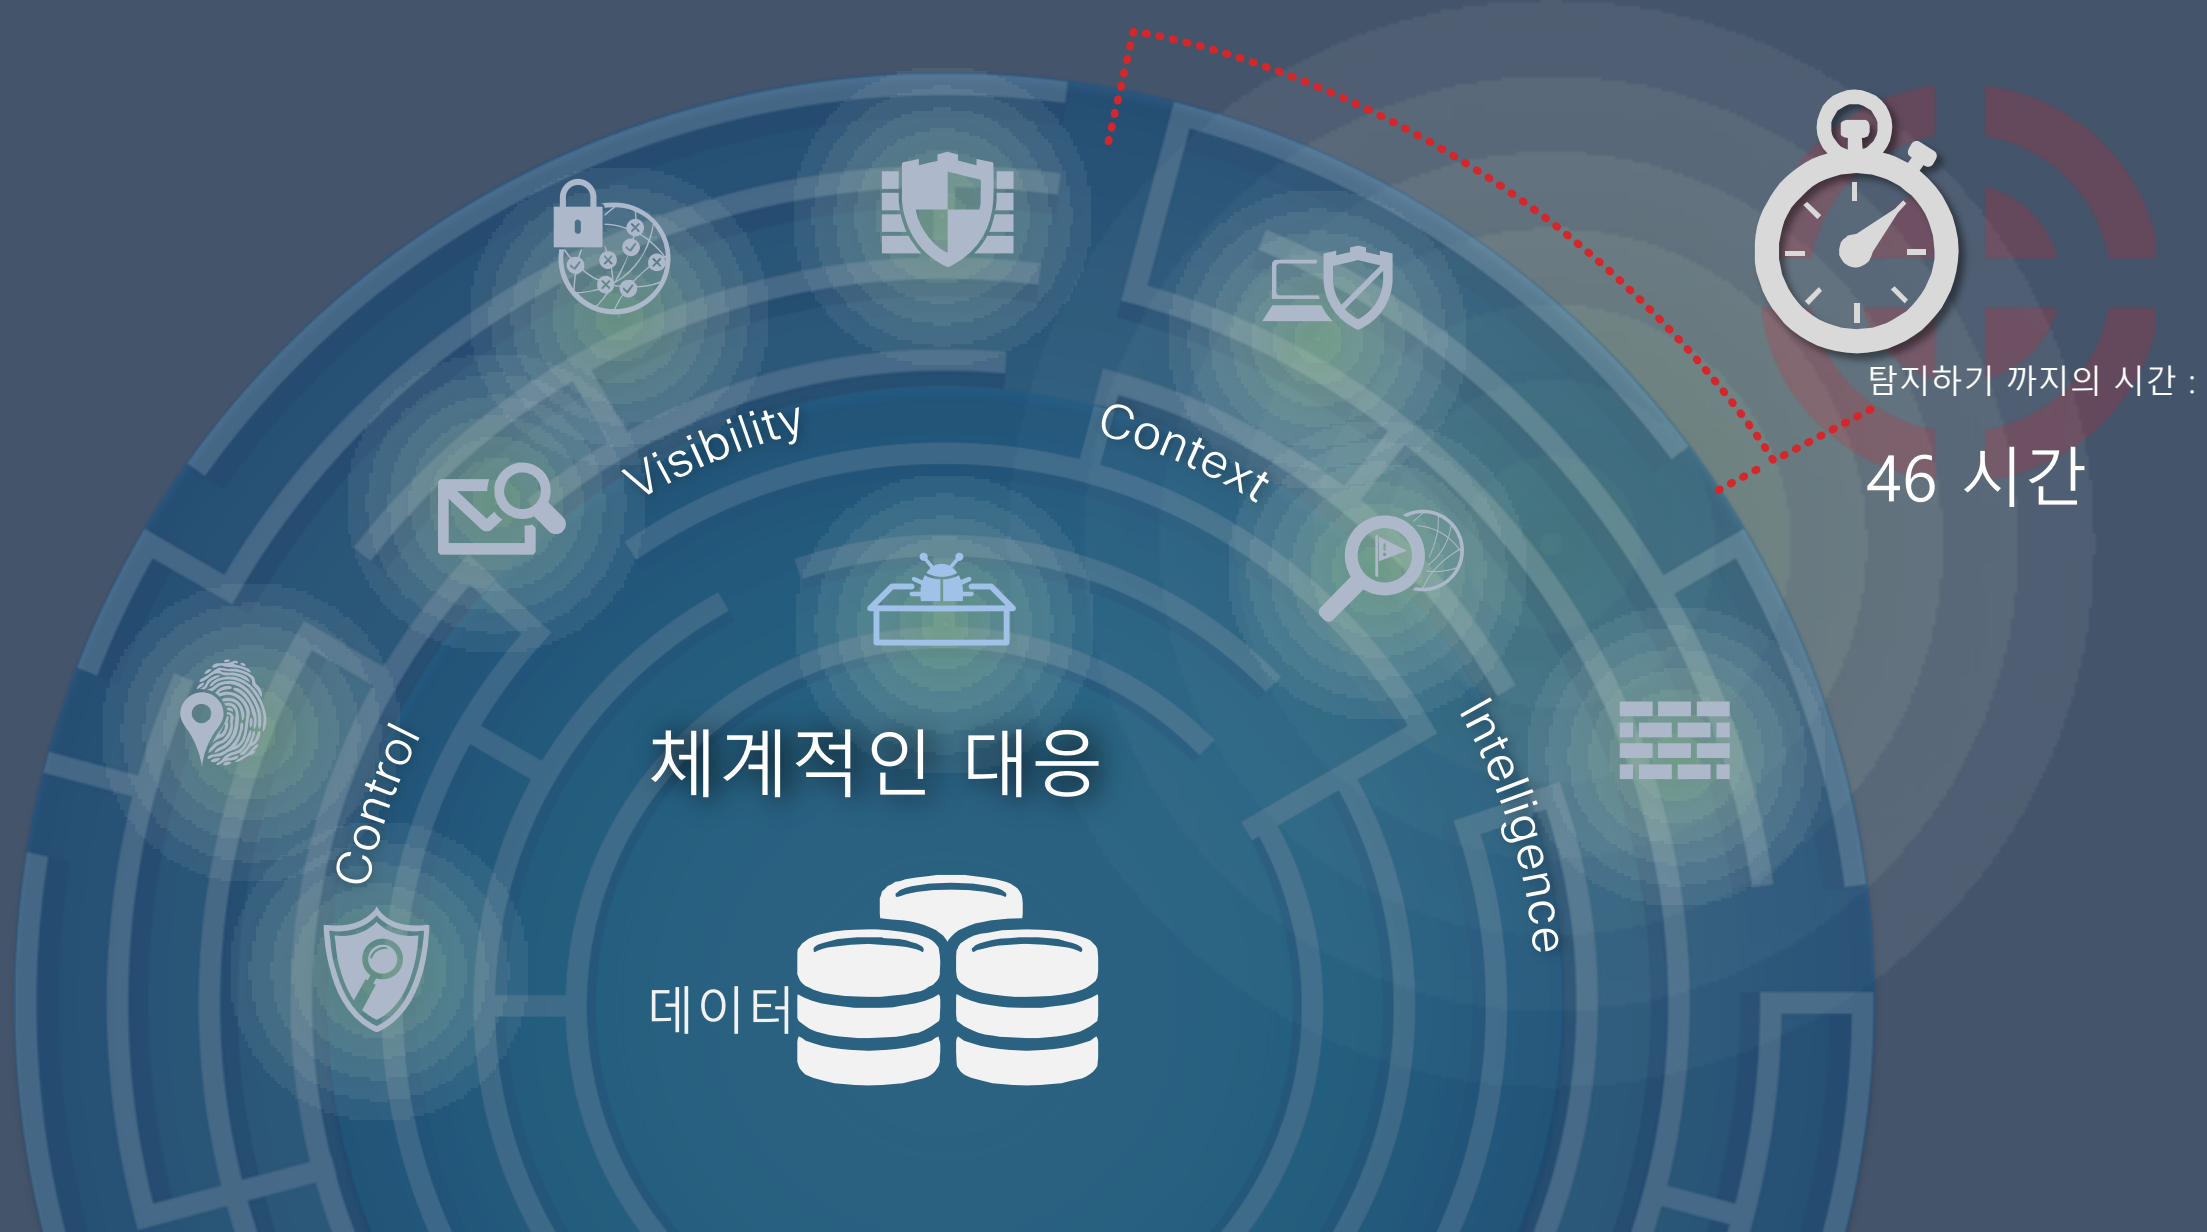 탐지하기 까지의 시간 :
46 시간
Visibility
Context
Control
Intelligence
체계적인 대응
데이터